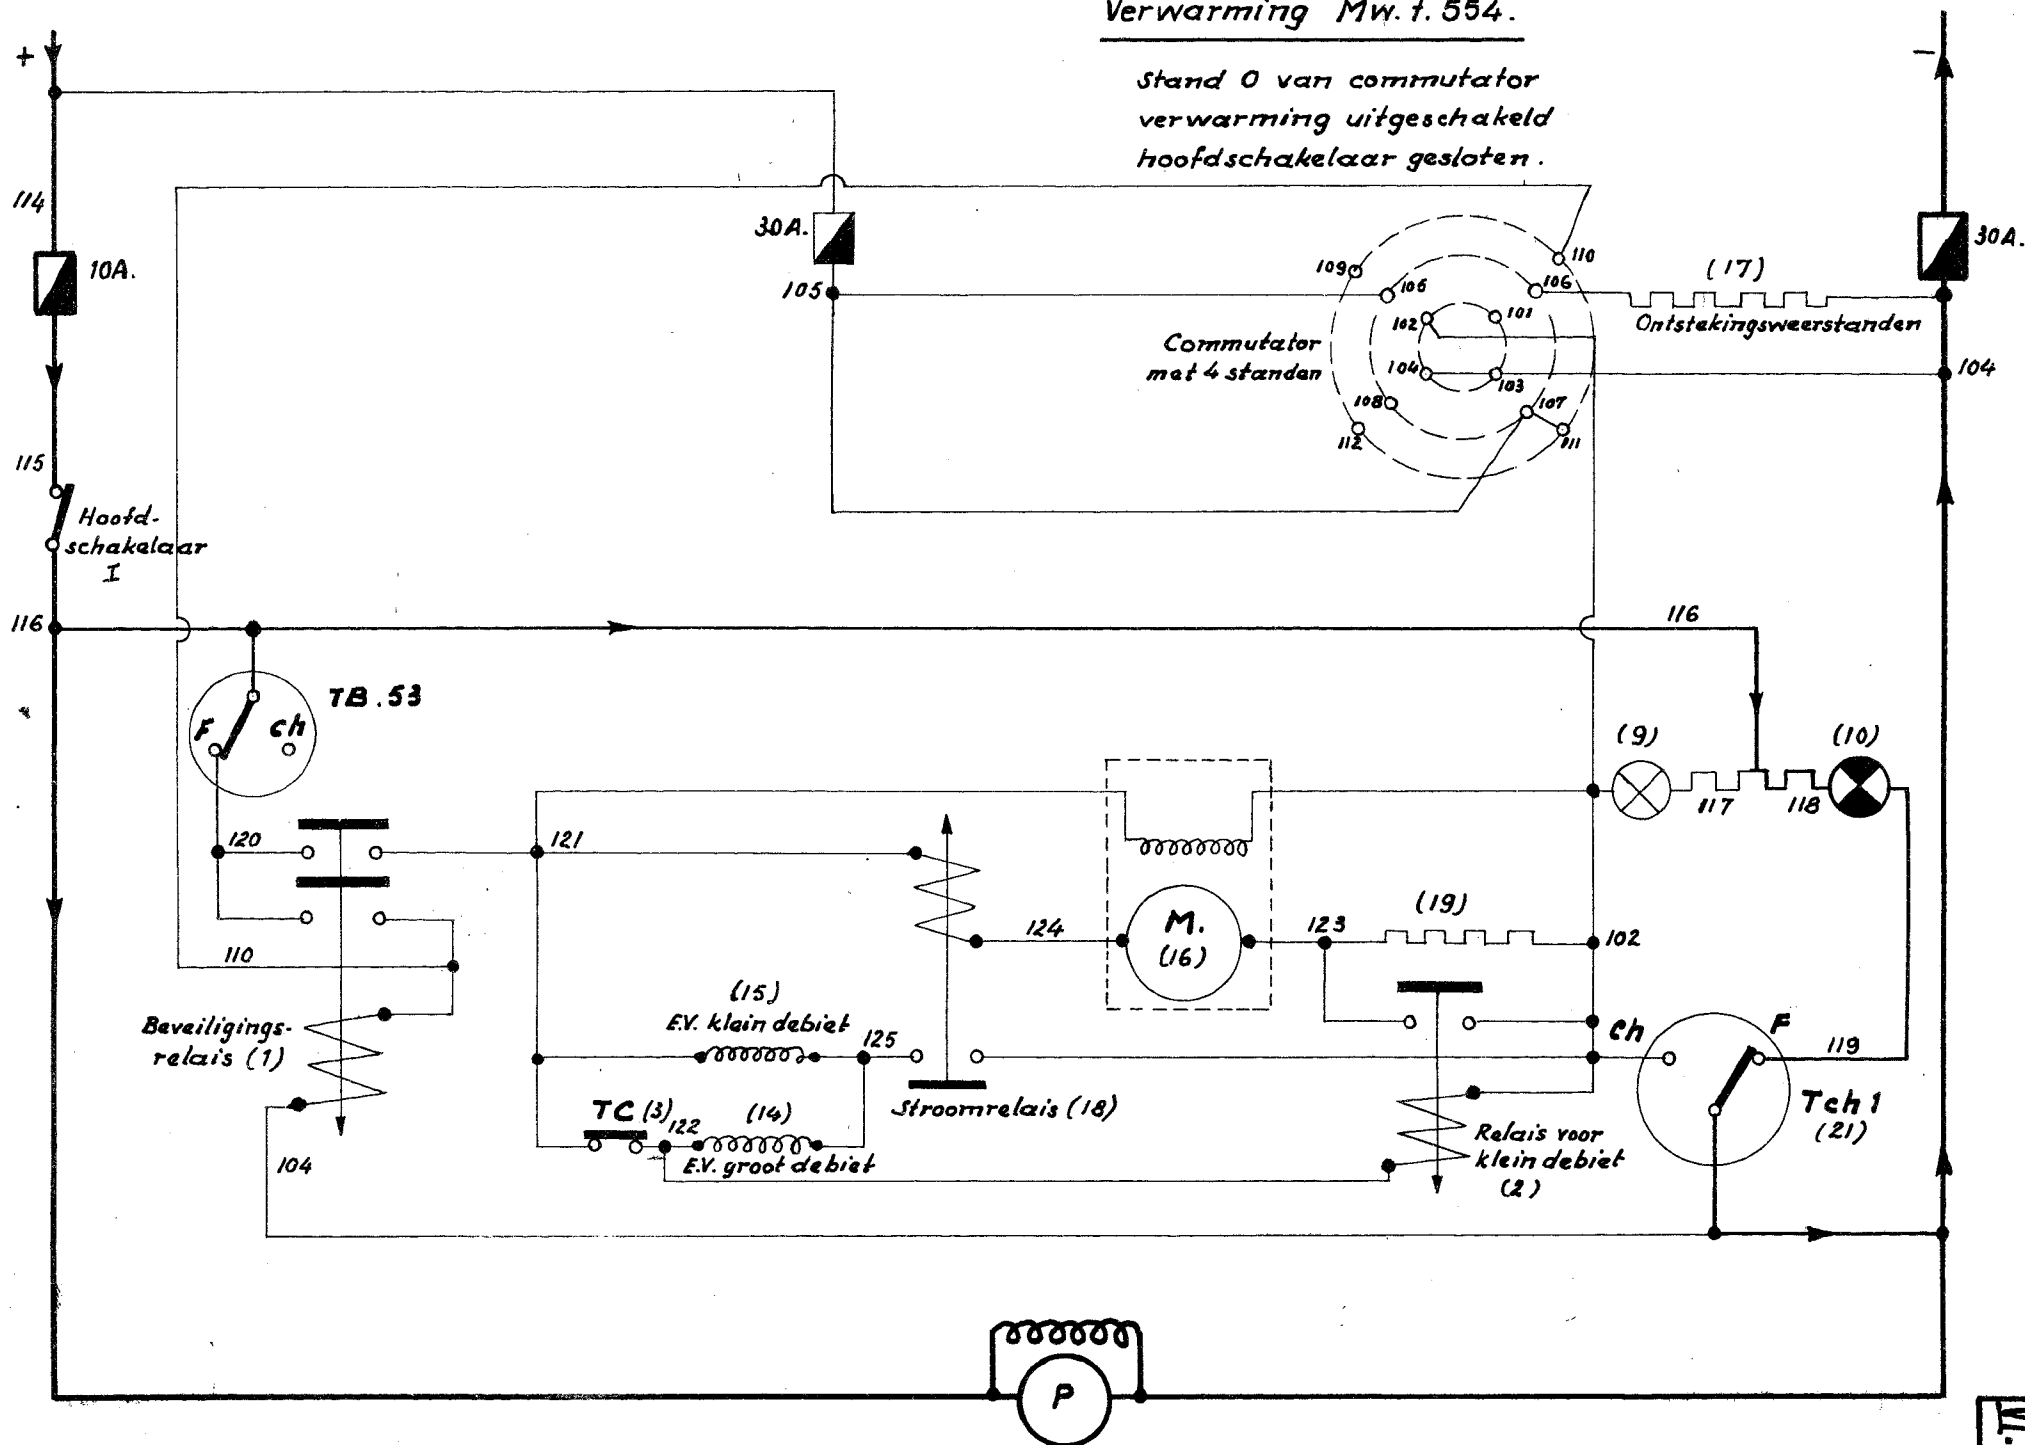 Verwarming Mw. t. 554.
Stand 0 van commutator
verwarming uitgeschakeld
hoofdschakelaar gesloten.
+
−
114
10A.
30A.
30A.
105
109
110
106
106
(17)
Ontstekingsweerstanden
102
101
Commutator
met 4 standen
104
103
104
108
107
112
111
115
Hoofd-
schakelaar
I
116
116
TB.53
F
Ch
(9)
(10)
117
118
120
121
M.
(16)
124
123
(19)
102
110
(15)
E.V. klein debiet
125
Beveiligings-
relais (1)
Ch
F
119
Tch 1
(21)
TC (3)
122
(14)
E.V. groot debiet
Stroomrelais (18)
Relais voor
klein debiet
(2)
104
P